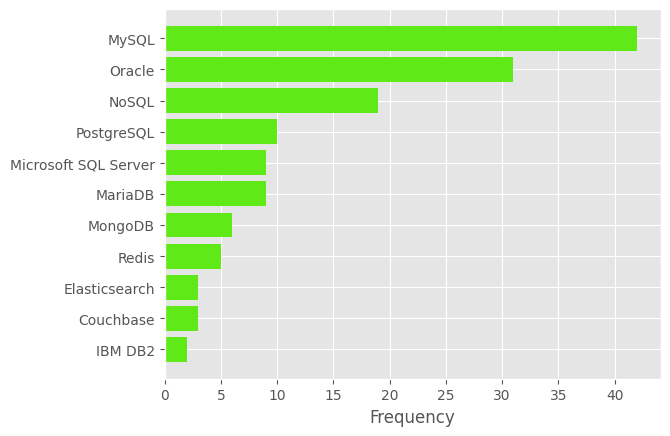 MySQL
Oracle
NoSQL
PostgreSQL
Microsoft SQL Server
MariaDB
MongoDB
Redis
Elasticsearch
Couchbase
IBM DB2
0 5 10 15 20 25 30 35 40
Frequency